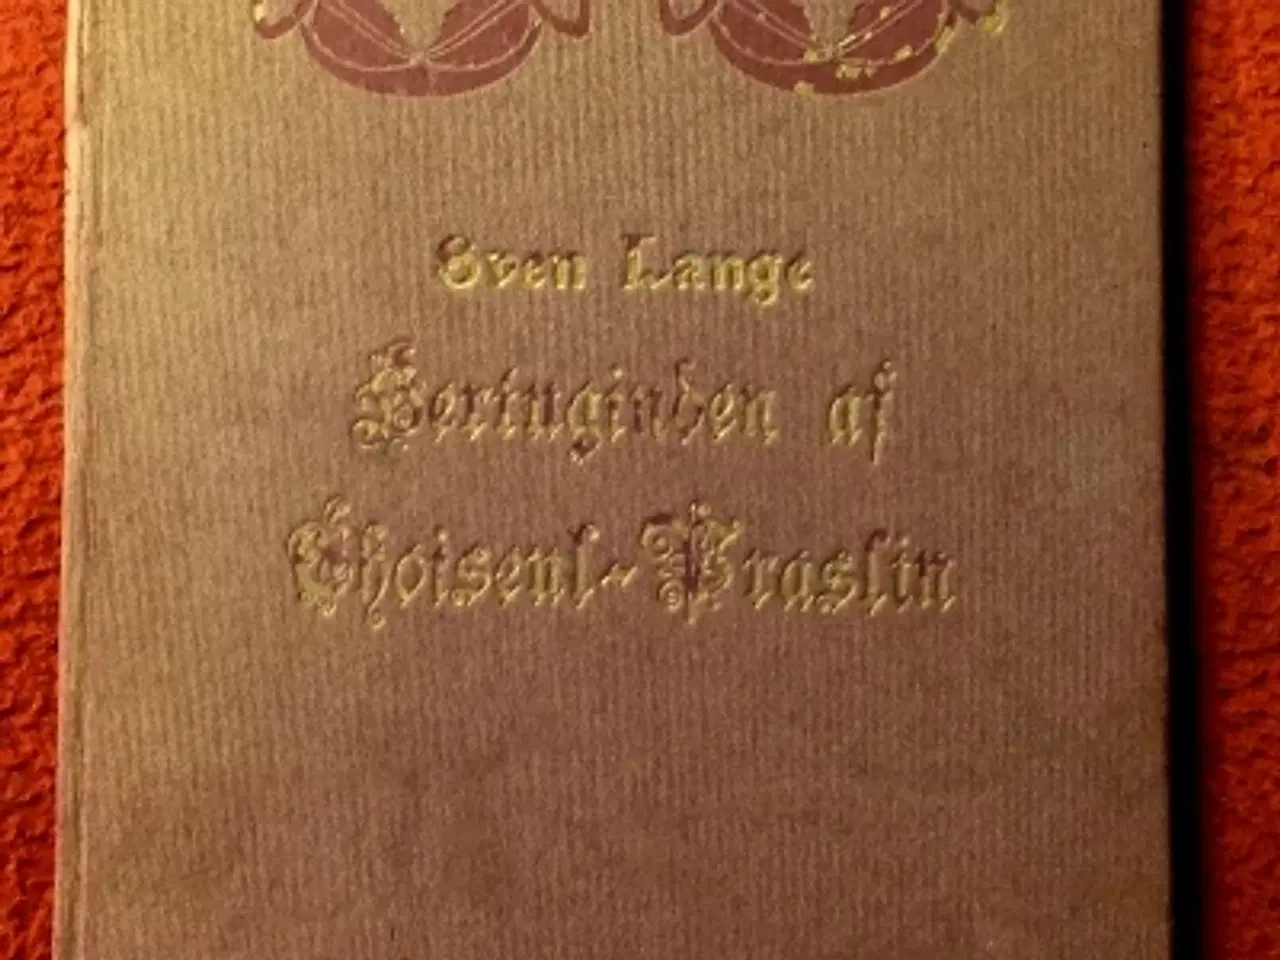 Sven Lange
Hertuginden af
Choiseul-Praslin